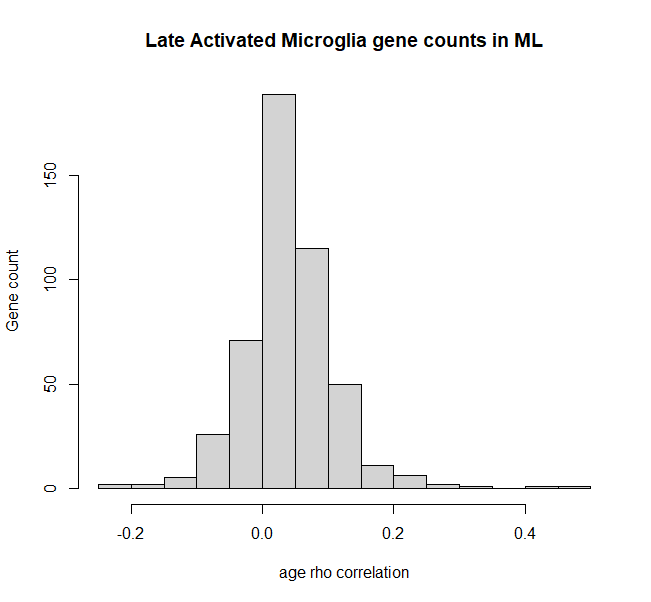 Late Activated Microglia gene counts in ML
Gene count
150
100
50
0
-0.2 0.0 0.2 0.4
age rho correlation